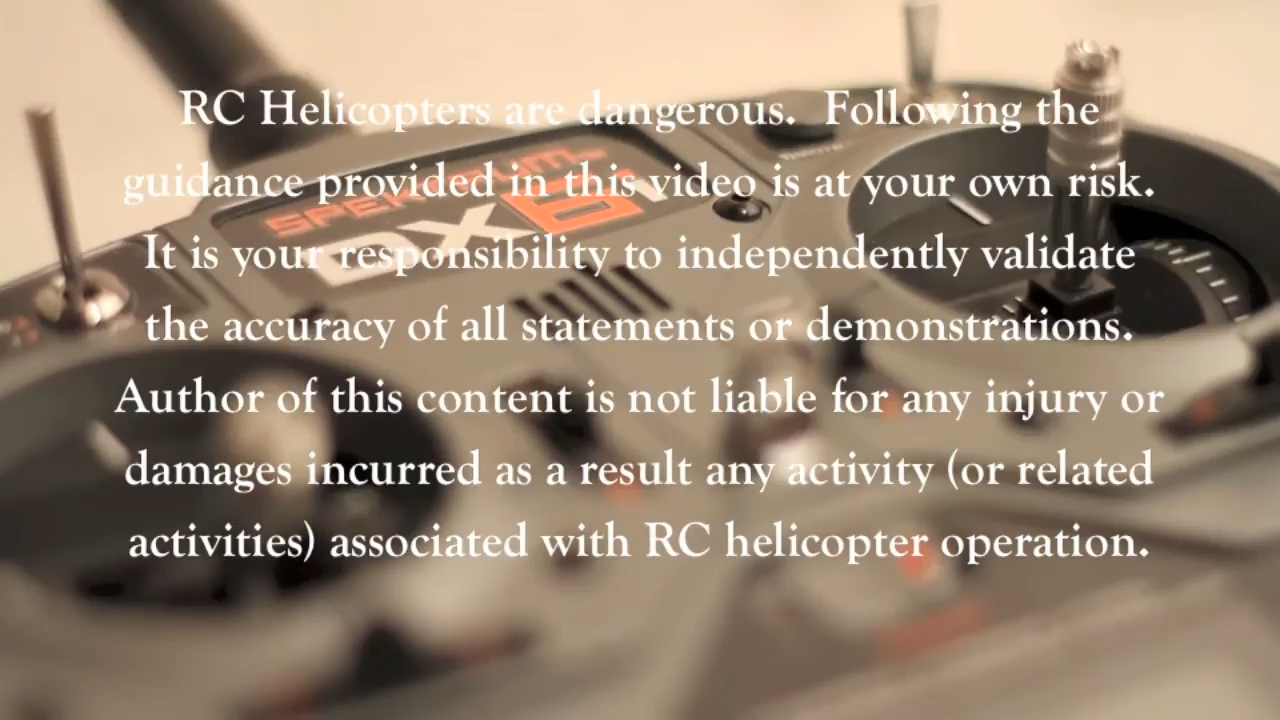 RC Helicopters are dangerous.  Following the
guidance provided in this video is at your own risk.
It is your responsibility to independently validate
the accuracy of all statements or demonstrations.
Author of this content is not liable for any injury or
damages incurred as a result any activity (or related
activities) associated with RC helicopter operation.
SPEKTRUM
DX6i